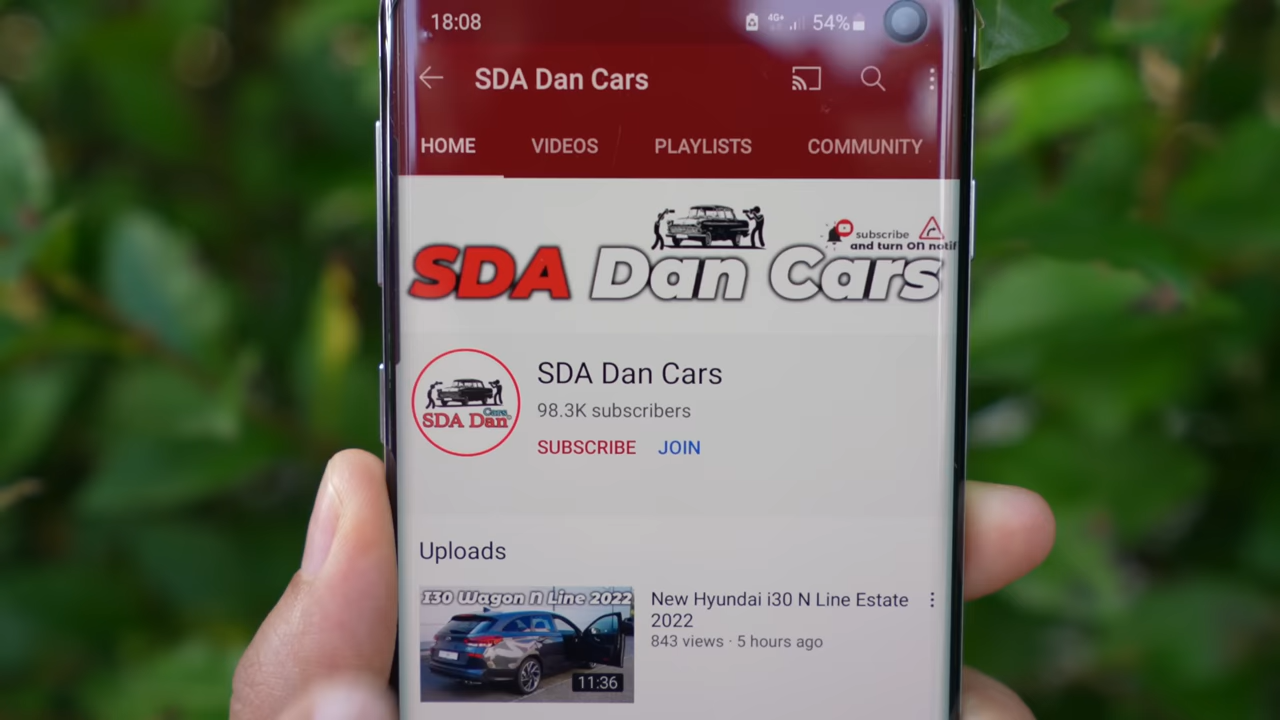 18:08 4G+ 54%
SDA Dan Cars
HOME VIDEOS PLAYLISTS COMMUNITY
subscribe
and turn on notif
SDA Dan Cars
SDA Dan Cars
Cars
SDA Dan
98.3K subscribers
SUBSCRIBE JOIN
Uploads
I30 Wagon N Line 2022
11:36
New Hyundai i30 N Line Estate
2022
843 views · 5 hours ago